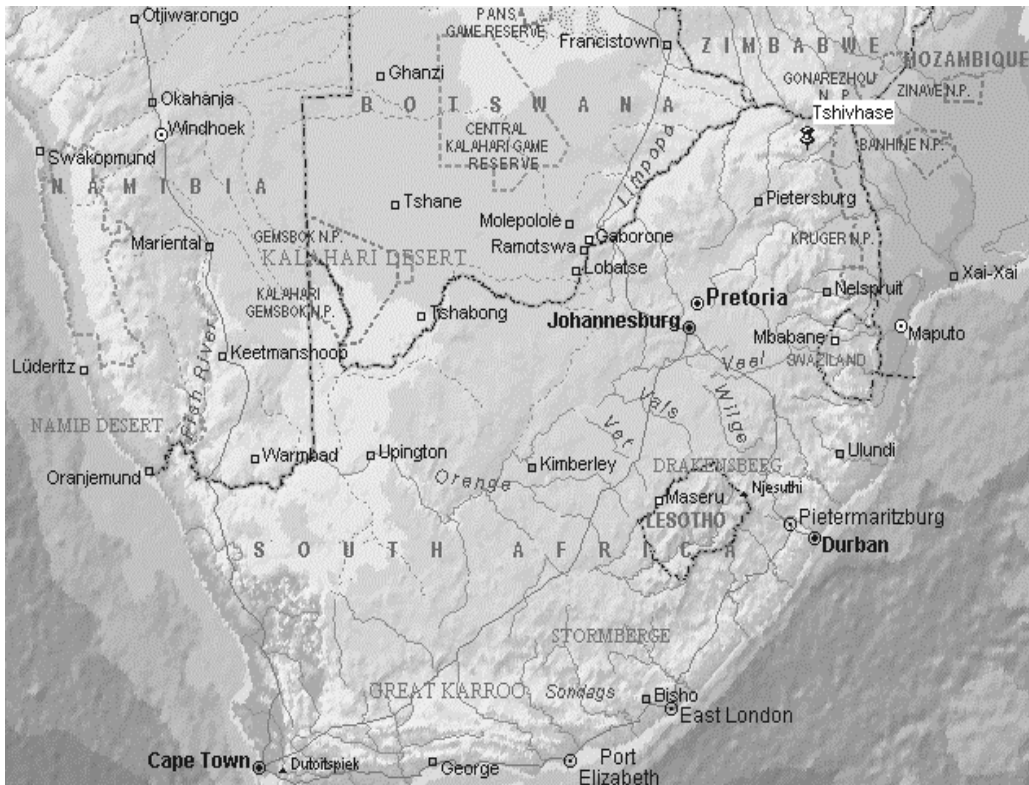 Otjiwarongo
PANS
GAME RESERVE
Francistown
ZIMBABWE
MOZAMBIQUE
Ghanzi
GONAREZHOU
N P
ZINAVE N.P.
Okahanja
BOTSWANA
Tshivhase
Windhoek
CENTRAL
KALAHARI GAME
RESERVE
BANHINE N.P.
Swakopmund
NAMIBIA
Limpopo
Tshane
Pietersburg
Molepolole
Mariental
GEMSBOK N.P.
Gaborone
KRUGER N.P.
Ramotswa
KALAHARI DESERT
Lobatse
Xai-Xai
KALAHARI
GEMSBOK N.P.
Nelspruit
Pretoria
Tshabong
Johannesburg
Mbabane
Maputo
Keetmanshoop
Vaal
SWAZILAND
Lüderitz
Fish River
Vals
Wilge
Vet
NAMIB DESERT
Ulundi
Warmbad
Upington
Kimberley
DRAKENSBERG
Oranjemund
Orange
Njesuthi
Maseru
LESOTHO
Pietermaritzburg
Durban
SOUTH AFRICA
STORMBERGE
GREAT KARROO
Sondags
Bisho
East London
Cape Town
Dutoitspiek
George
Port
Elizabeth